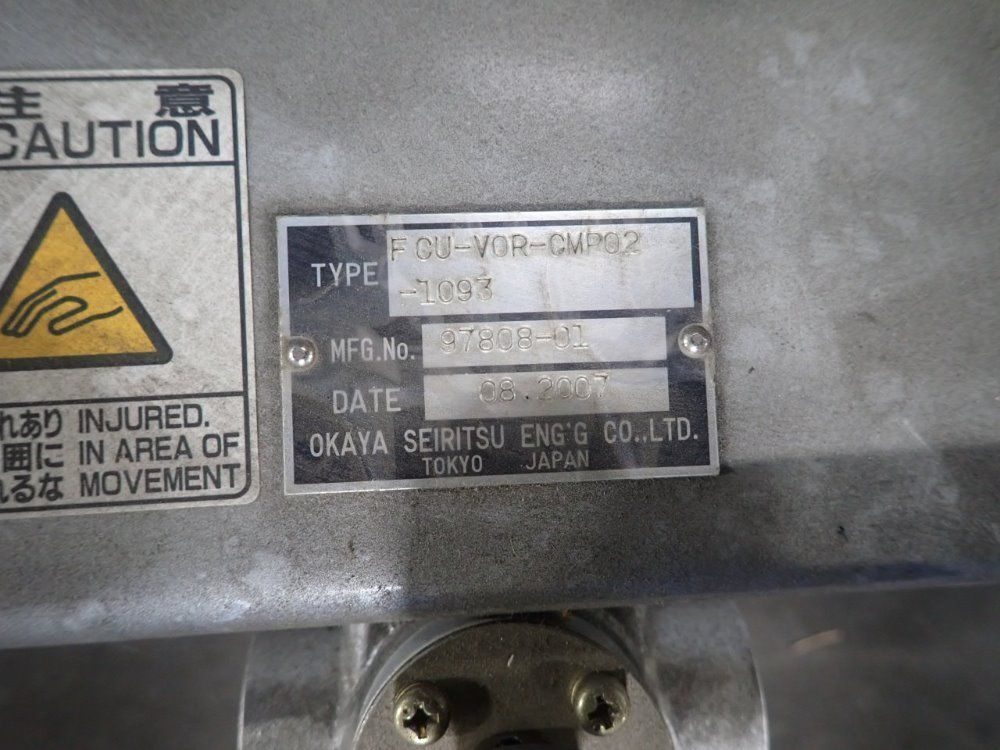 注 意
CAUTION
れあり INJURED.
囲に IN AREA OF
れるな MOVEMENT
TYPE FCU-VOR-CMP02
-1093
MFG.No. 97808-01
DATE 08.2007
OKAYA SEIRITSU ENG'G CO.,LTD.
TOKYO JAPAN